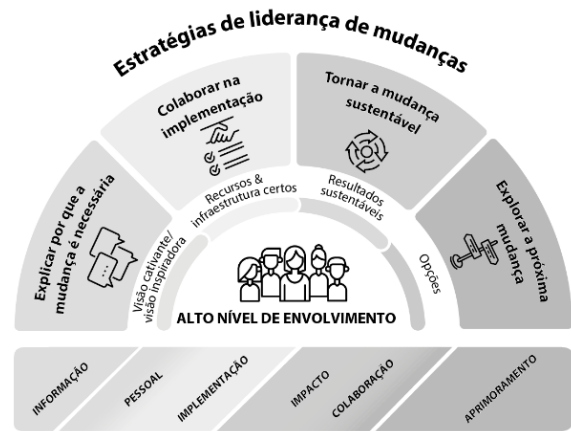 Estratégias de liderança de mudanças
Explicar por que a
mudança é necessária
Colaborar na
implementação
Tornar a mudança
sustentável
Explorar a próxima
mudança
Visão cativante/
visão inspiradora
Recursos &
infraestrutura certos
Resultados
sustentáveis
Opções
ALTO NÍVEL DE ENVOLVIMENTO
INFORMAÇÃO
PESSOAL
IMPLEMENTAÇÃO
IMPACTO
COLABORAÇÃO
APRIMORAMENTO